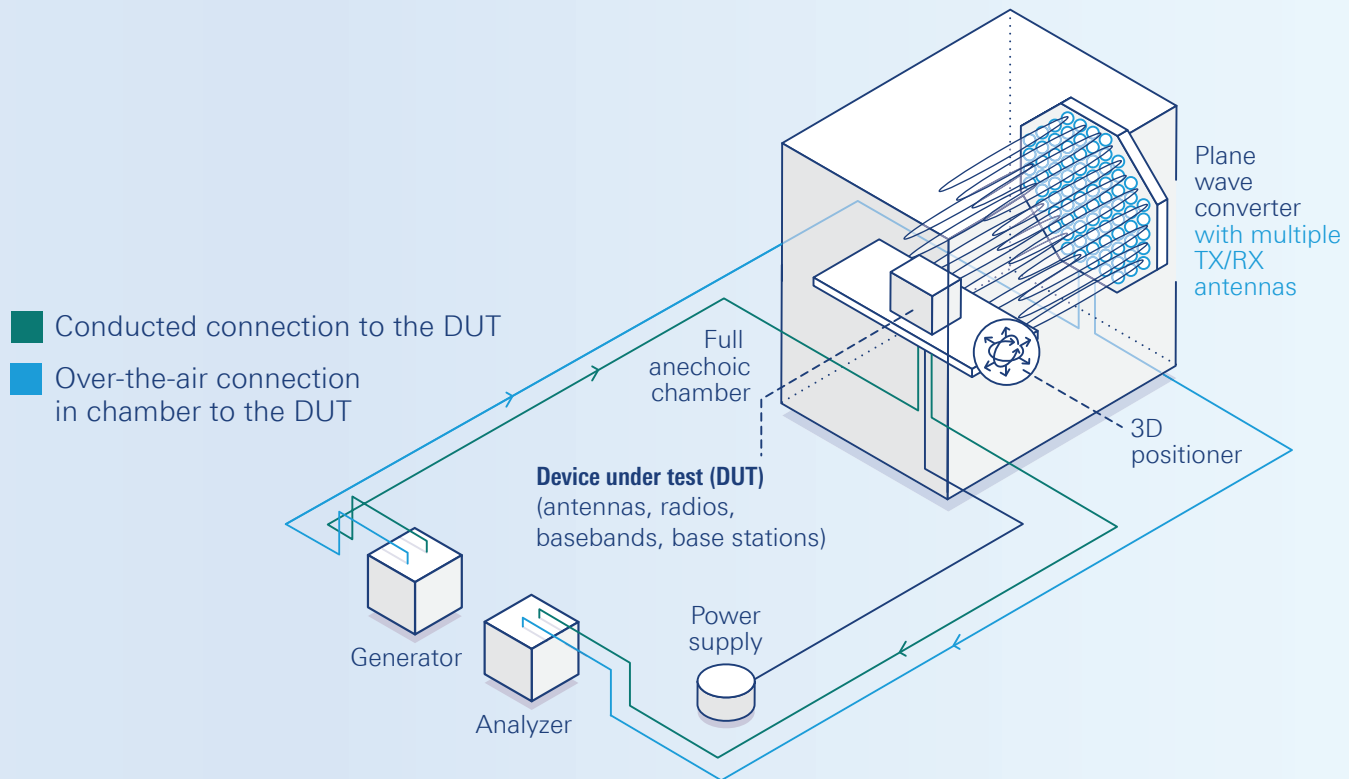 Plane
wave
converter
with multiple
TX/RX
antennas
Conducted connection to the DUT
Over-the-air connection
in chamber to the DUT
Full
anechoic
chamber
3D
positioner
Device under test (DUT)
(antennas, radios,
basebands, base stations)
Generator
Analyzer
Power
supply